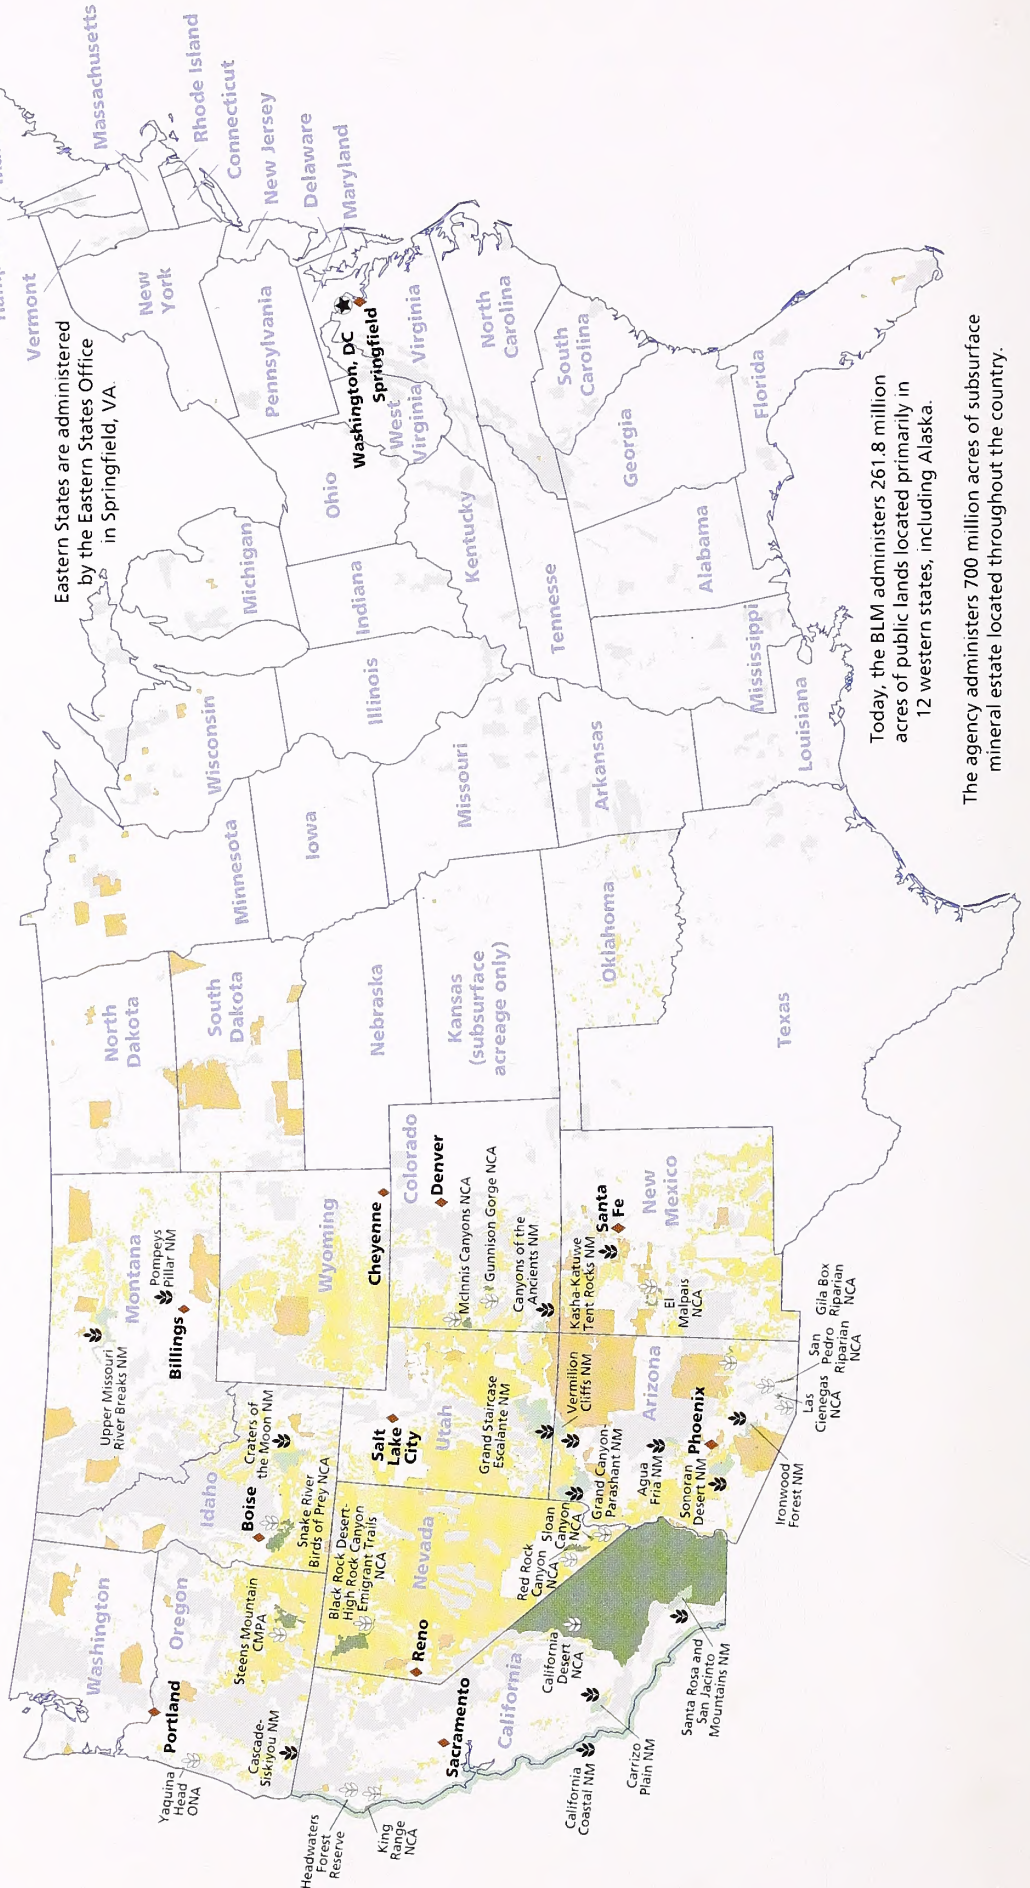 Eastern States are administered
by the Eastern States Office
in Springfield, VA.
Washington
Portland
Yaquina
Head
ONA
Oregon
Cascade-
Siskiyou NM
Steens Mountain
CMPA
Idaho
Boise
Craters of
the Moon NM
Snake River
Birds of Prey NCA
Montana
Upper Missouri
River Breaks NM
Billings
Pompeys
Pillar NM
Wyoming
Cheyenne
North
Dakota
South
Dakota
Nebraska
Kansas
(subsurface
acreage only)
Oklahoma
Texas
Minnesota
Iowa
Missouri
Arkansas
Louisiana
Wisconsin
Illinois
Michigan
Indiana
Ohio
Kentucky
Tennesse
Mississippi
Alabama
Georgia
Florida
South
Carolina
North
Carolina
Virginia
West
Virginia
Washington, DC
Springfield
Pennsylvania
New
York
Vermont
Massachusetts
Rhode Island
Connecticut
New Jersey
Delaware
Maryland
Headwaters
Forest
Reserve
King
Range
NCA
Sacramento
California
California
Coastal NM
Carrizo
Plain NM
California
Desert
NCA
Santa Rosa and
San Jacinto
Mountains NM
Reno
Nevada
Black Rock Desert-
High Rock Canyon
Emigrant Trails
NCA
Red Rock
Canyon
NCA
Sloan
Canyon
NCA
Salt
Lake
City
Utah
Grand Staircase
Escalante NM
Grand Canyon-
Parashant NM
Vermilion
Cliffs NM
Arizona
Agua
Fria NM
Phoenix
Sonoran
Desert NM
Ironwood
Forest NM
Las
Cienegas
NCA
San
Pedro
Riparian
NCA
Gila Box
Riparian
NCA
Colorado
Denver
McInnis Canyons NCA
Gunnison Gorge NCA
Canyons of the
Ancients NM
Kasha-Katuwe
Tent Rocks NM
Santa
Fe
New
Mexico
El
Malpais
NCA
Today, the BLM administers 261.8 million
acres of public lands located primarily in
12 western states, including Alaska.
The agency administers 700 million acres of subsurface
mineral estate located throughout the country.